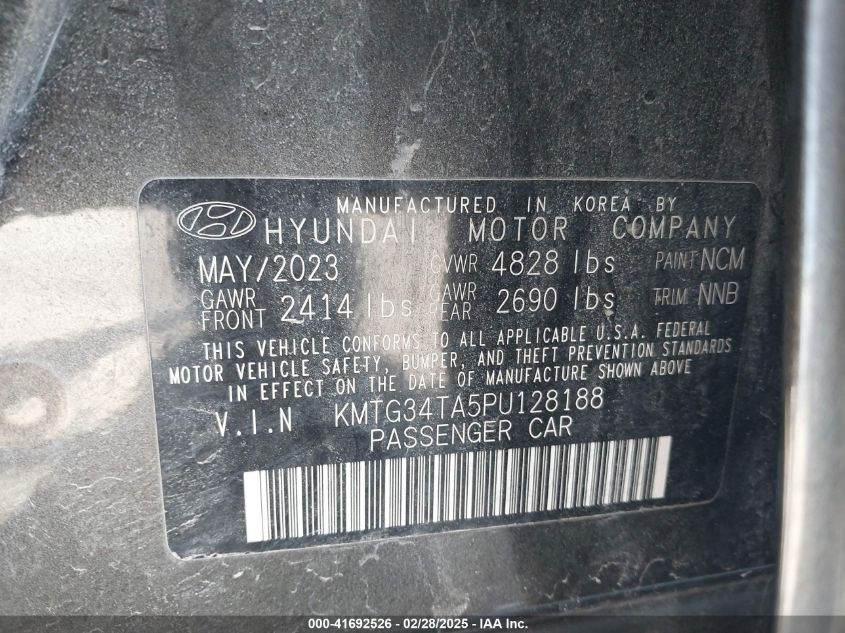 MANUFACTURED IN KOREA BY
HYUNDAI MOTOR COMPANY
MAY/2023 GVWR 4828 lbs PAINT NCM
GAWR FRONT 2414 lbs GAWR REAR 2690 lbs TRIM NNB
THIS VEHICLE CONFORMS TO ALL APPLICABLE U.S.A. FEDERAL
MOTOR VEHICLE SAFETY, BUMPER, AND THEFT PREVENTION STANDARDS
IN EFFECT ON THE DATE OF MANUFACTURE SHOWN ABOVE
V.I.N KMTG34TA5PU128188
PASSENGER CAR
000-41692526 - 02/28/2025 - IAA Inc.